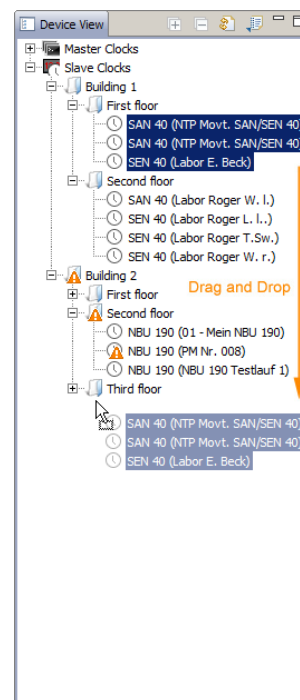 Device View
Master Clocks
Slave Clocks
Building 1
First floor
SAN 40 (NTP Movt. SAN/SEN 40)
SAN 40 (NTP Movt. SAN/SEN 40)
SEN 40 (Labor E. Beck)
Second floor
SAN 40 (Labor Roger W. l.)
SEN 40 (Labor Roger L. l..)
SEN 40 (Labor Roger T.Sw.)
SEN 40 (Labor Roger W. r.)
Building 2
First floor
Drag and Drop
Second floor
NBU 190 (01 - Mein NBU 190)
NBU 190 (PM Nr. 008)
NBU 190 (NBU 190 Testlauf 1)
Third floor
SAN 40 (NTP Movt. SAN/SEN 40)
SAN 40 (NTP Movt. SAN/SEN 40)
SEN 40 (Labor E. Beck)